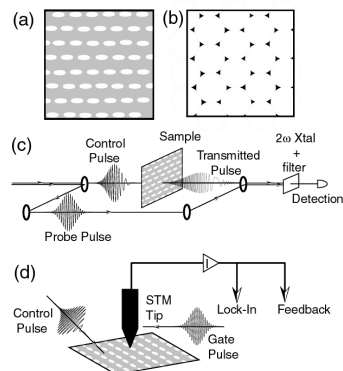 (a)
(b)
(c)
Control
Pulse
Sample
Transmitted
Pulse
2ω Xtal
+
filter
Detection
Probe Pulse
(d)
Control
Pulse
STM
Tip
I
Gate
Pulse
Lock-In
Feedback